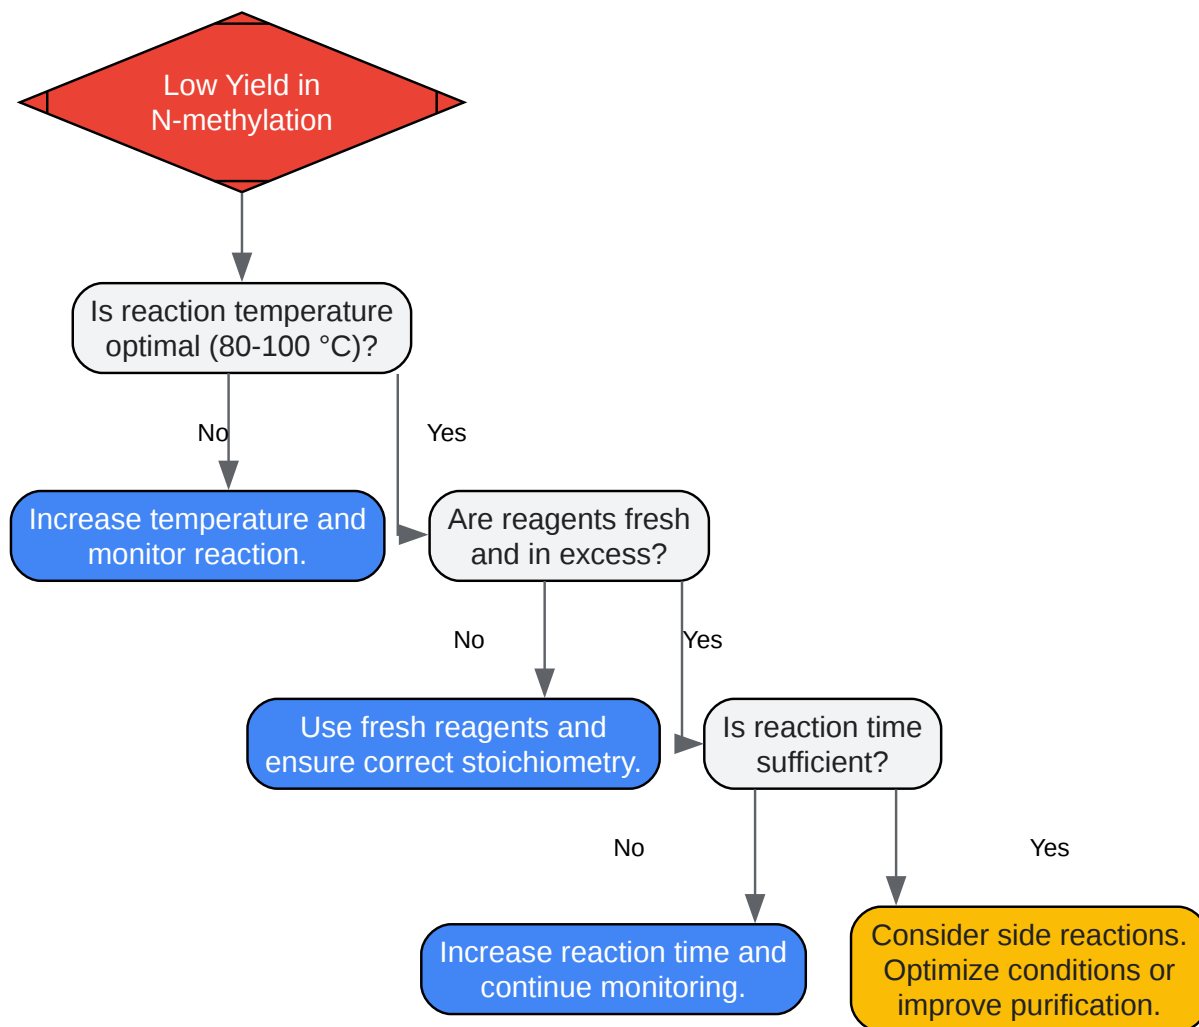 Low Yield in
N-methylation
Is reaction temperature
optimal (80-100 °C)?
No
Yes
Increase temperature and
monitor reaction.
Are reagents fresh
and in excess?
No
Yes
Use fresh reagents and
ensure correct stoichiometry.
Is reaction time
sufficient?
No
Yes
Increase reaction time and
continue monitoring.
Consider side reactions.
Optimize conditions or
improve purification.